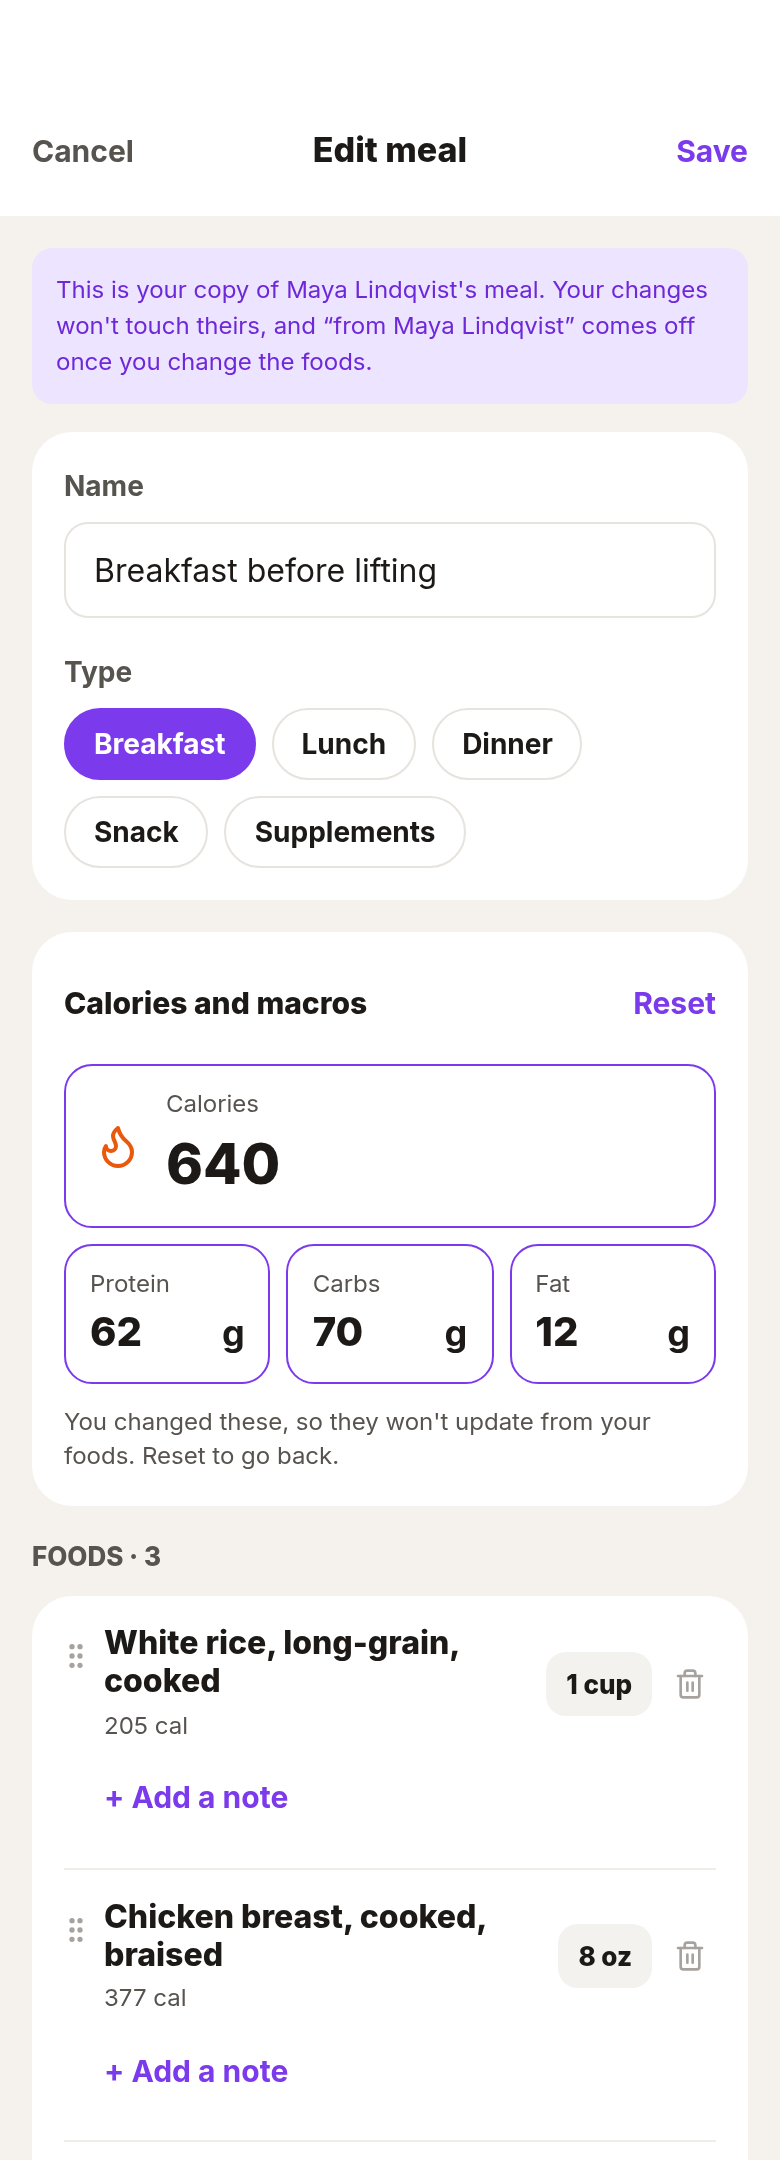 Cancel
Edit meal
Save
This is your copy of Maya Lindqvist's meal. Your changes
won't touch theirs, and “from Maya Lindqvist” comes off
once you change the foods.
Name
Breakfast before lifting
Type
Breakfast
Lunch
Dinner
Snack
Supplements
Calories and macros
Reset
Calories
640
Protein
62 g
Carbs
70 g
Fat
12 g
You changed these, so they won't update from your
foods. Reset to go back.
FOODS · 3
White rice, long-grain,
cooked
205 cal
1 cup
+ Add a note
Chicken breast, cooked,
braised
377 cal
8 oz
+ Add a note